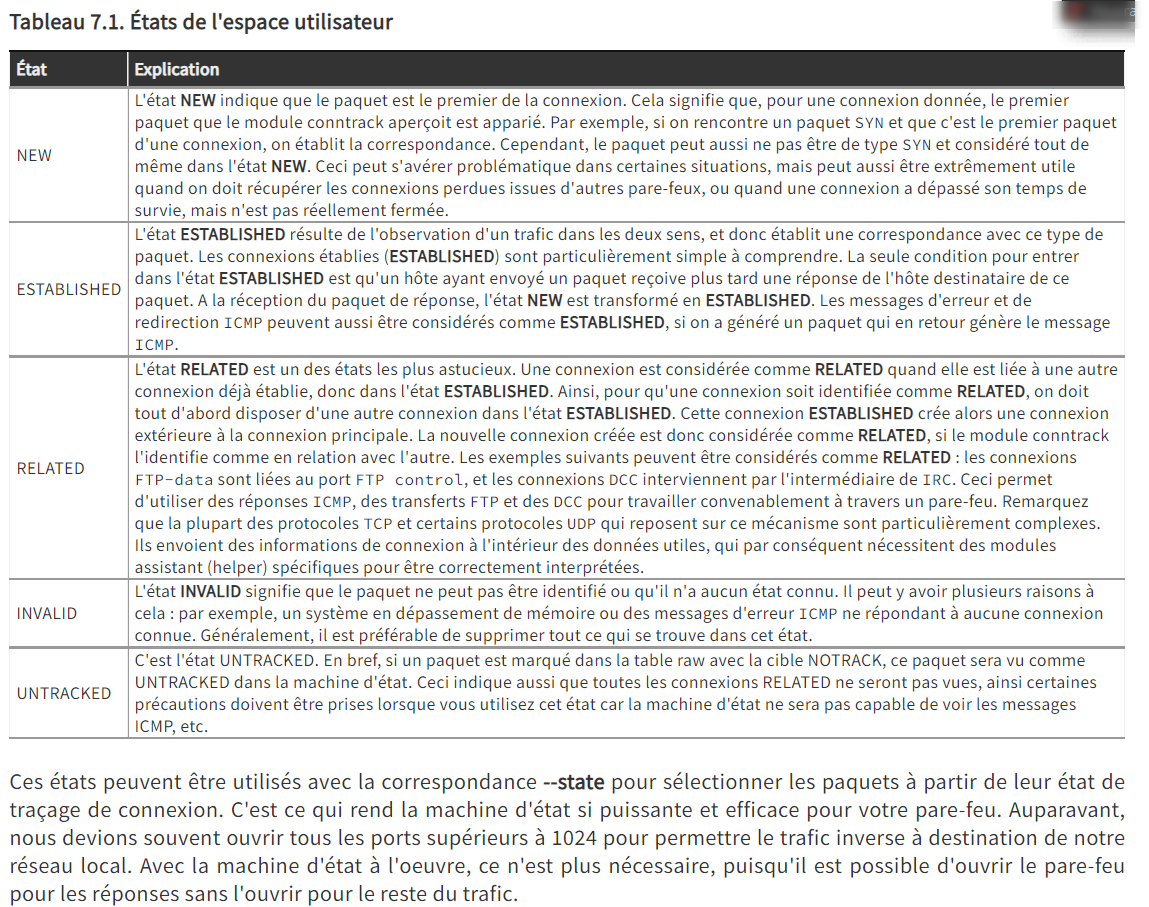 Tableau 7.1. États de l'espace utilisateur
État Explication
NEW
L'état NEW indique que le paquet est le premier de la connexion. Cela signifie que, pour une connexion donnée, le premier
paquet que le module conntrack aperçoit est apparié. Par exemple, si on rencontre un paquet SYN et que c'est le premier paquet
d'une connexion, on établit la correspondance. Cependant, le paquet peut aussi ne pas être de type SYN et considéré tout de
même dans l'état NEW. Ceci peut s'avérer problématique dans certaines situations, mais peut aussi être extrêmement utile
quand on doit récupérer les connexions perdues issues d'autres pare-feux, ou quand une connexion a dépassé son temps de
survie, mais n'est pas réellement fermée.
ESTABLISHED
L'état ESTABLISHED résulte de l'observation d'un trafic dans les deux sens, et donc établit une correspondance avec ce type de
paquet. Les connexions établies (ESTABLISHED) sont particulièrement simple à comprendre. La seule condition pour entrer
dans l'état ESTABLISHED est qu'un hôte ayant envoyé un paquet reçoive plus tard une réponse de l'hôte destinataire de ce
paquet. A la réception du paquet de réponse, l'état NEW est transformé en ESTABLISHED. Les messages d'erreur et de
redirection ICMP peuvent aussi être considérés comme ESTABLISHED, si on a généré un paquet qui en retour génère le message
ICMP.
RELATED
L'état RELATED est un des états les plus astucieux. Une connexion est considérée comme RELATED quand elle est liée à une autre
connexion déjà établie, donc dans l'état ESTABLISHED. Ainsi, pour qu'une connexion soit identifiée comme RELATED, on doit
tout d'abord disposer d'une autre connexion dans l'état ESTABLISHED. Cette connexion ESTABLISHED crée alors une connexion
extérieure à la connexion principale. La nouvelle connexion créée est donc considérée comme RELATED, si le module conntrack
l'identifie comme en relation avec l'autre. Les exemples suivants peuvent être considérés comme RELATED : les connexions
FTP-data sont liées au port FTP control, et les connexions DCC interviennent par l'intermédiaire de IRC. Ceci permet
d'utiliser des réponses ICMP, des transferts FTP et des DCC pour travailler convenablement à travers un pare-feu. Remarquez
que la plupart des protocoles TCP et certains protocoles UDP qui reposent sur ce mécanisme sont particulièrement complexes.
Ils envoient des informations de connexion à l'intérieur des données utiles, qui par conséquent nécessitent des modules
assistant (helper) spécifiques pour être correctement interprétées.
INVALID
L'état INVALID signifie que le paquet ne peut pas être identifié ou qu'il n'a aucun état connu. Il peut y avoir plusieurs raisons à
cela : par exemple, un système en dépassement de mémoire ou des messages d'erreur ICMP ne répondant à aucune connexion
connue. Généralement, il est préférable de supprimer tout ce qui se trouve dans cet état.
UNTRACKED
C'est l'état UNTRACKED. En bref, si un paquet est marqué dans la table raw avec la cible NOTRACK, ce paquet sera vu comme
UNTRACKED dans la machine d'état. Ceci indique aussi que toutes les connexions RELATED ne seront pas vues, ainsi certaines
précautions doivent être prises lorsque vous utilisez cet état car la machine d'état ne sera pas capable de voir les messages
ICMP, etc.
Ces états peuvent être utilisés avec la correspondance --state pour sélectionner les paquets à partir de leur état de
traçage de connexion. C'est ce qui rend la machine d'état si puissante et efficace pour votre pare-feu. Auparavant,
nous devions souvent ouvrir tous les ports supérieurs à 1024 pour permettre le trafic inverse à destination de notre
réseau local. Avec la machine d'état à l'oeuvre, ce n'est plus nécessaire, puisqu'il est possible d'ouvrir le pare-feu
pour les réponses sans l'ouvrir pour le reste du trafic.